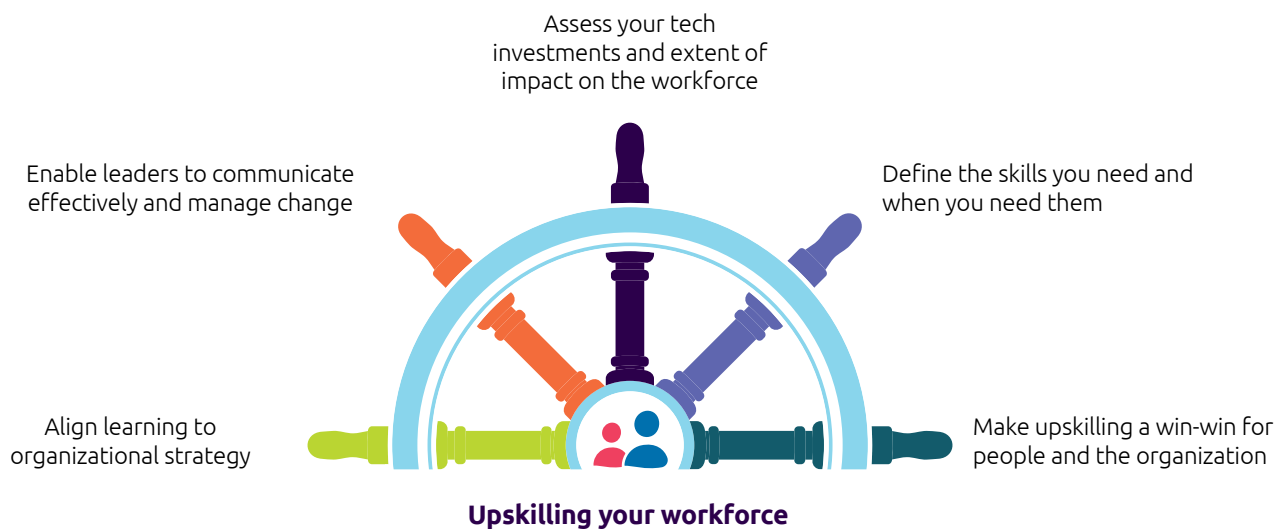 Assess your tech
investments and extent of
impact on the workforce
Enable leaders to communicate
effectively and manage change
Define the skills you need and
when you need them
Align learning to
organizational strategy
Make upskilling a win-win for
people and the organization
Upskilling your workforce